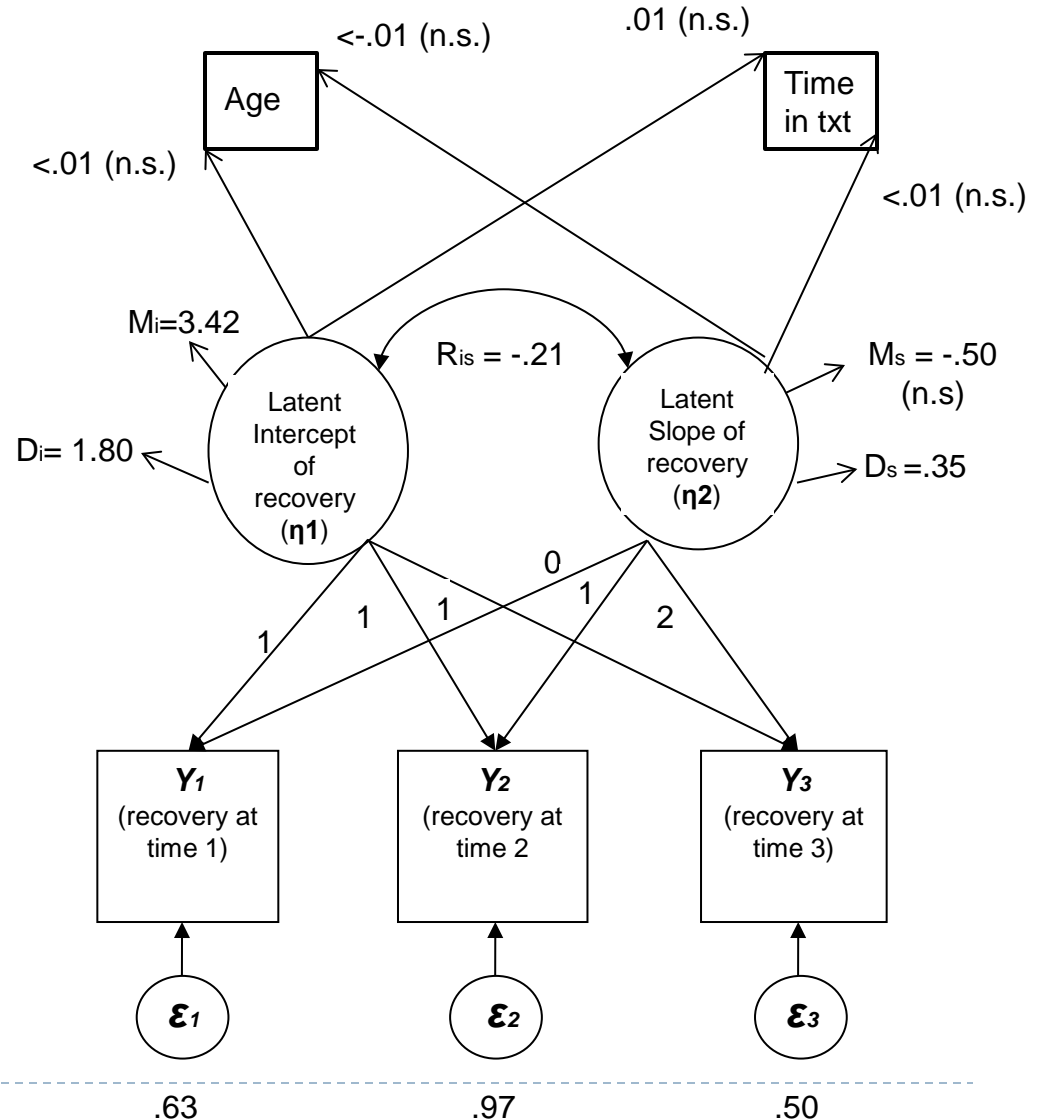 <-.01 (n.s.)
.01 (n.s.)
Age
Time
in txt
<.01 (n.s.)
<.01 (n.s.)
Mi=3.42
Ris = -.21
Ms = -.50
(n.s)
Latent
Intercept
of
recovery
(η1)
Latent
Slope of
recovery
(η2)
Di= 1.80
Ds =.35
0
1
1
1
1
2
Y1
(recovery at
time 1)
Y2
(recovery at
time 2
Y3
(recovery at
time 3)
ε1
ε2
ε3
.63
.97
.50